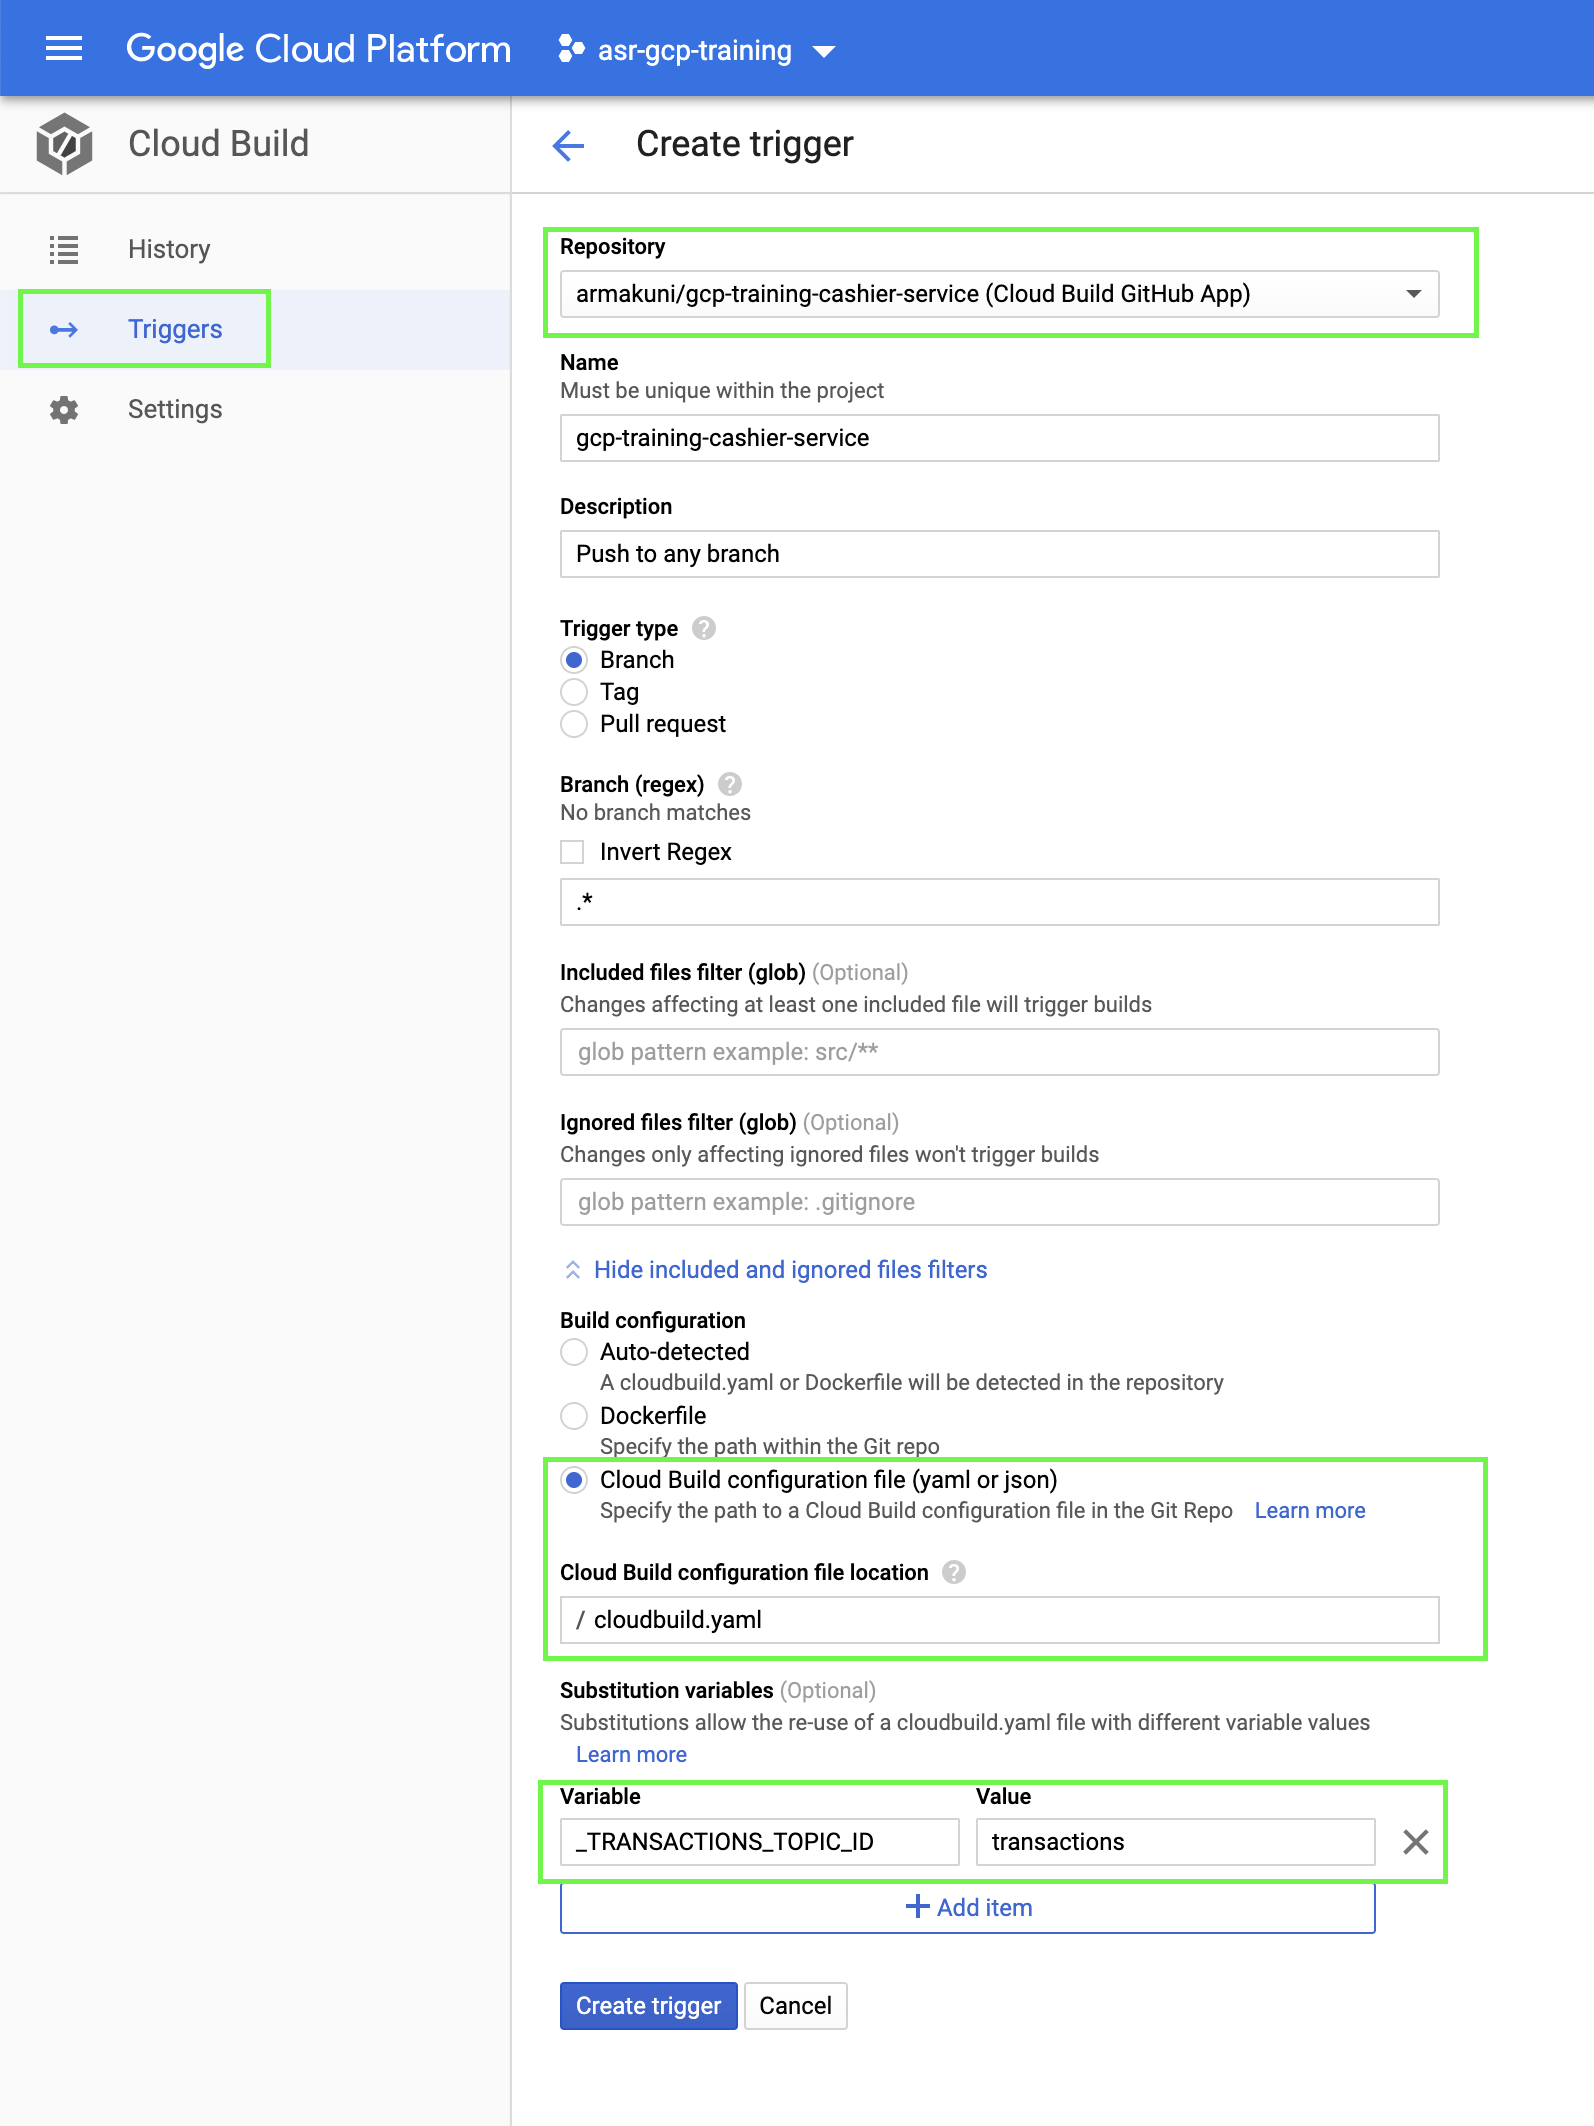 Google Cloud Platform
asr-gcp-training
Cloud Build
Create trigger
History
Triggers
Settings
Repository
armakuni/gcp-training-cashier-service (Cloud Build GitHub App)
Name
Must be unique within the project
gcp-training-cashier-service
Description
Push to any branch
Trigger type ?
Branch
Tag
Pull request
Branch (regex) ?
No branch matches
Invert Regex
.*
Included files filter (glob) (Optional)
Changes affecting at least one included file will trigger builds
glob pattern example: src/**
Ignored files filter (glob) (Optional)
Changes only affecting ignored files won't trigger builds
glob pattern example: .gitignore
Hide included and ignored files filters
Build configuration
Auto-detected
A cloudbuild.yaml or Dockerfile will be detected in the repository
Dockerfile
Specify the path within the Git repo
Cloud Build configuration file (yaml or json)
Specify the path to a Cloud Build configuration file in the Git Repo Learn more
Cloud Build configuration file location ?
/ cloudbuild.yaml
Substitution variables (Optional)
Substitutions allow the re-use of a cloudbuild.yaml file with different variable values
Learn more
Variable Value
_TRANSACTIONS_TOPIC_ID transactions
Add item
Create trigger Cancel